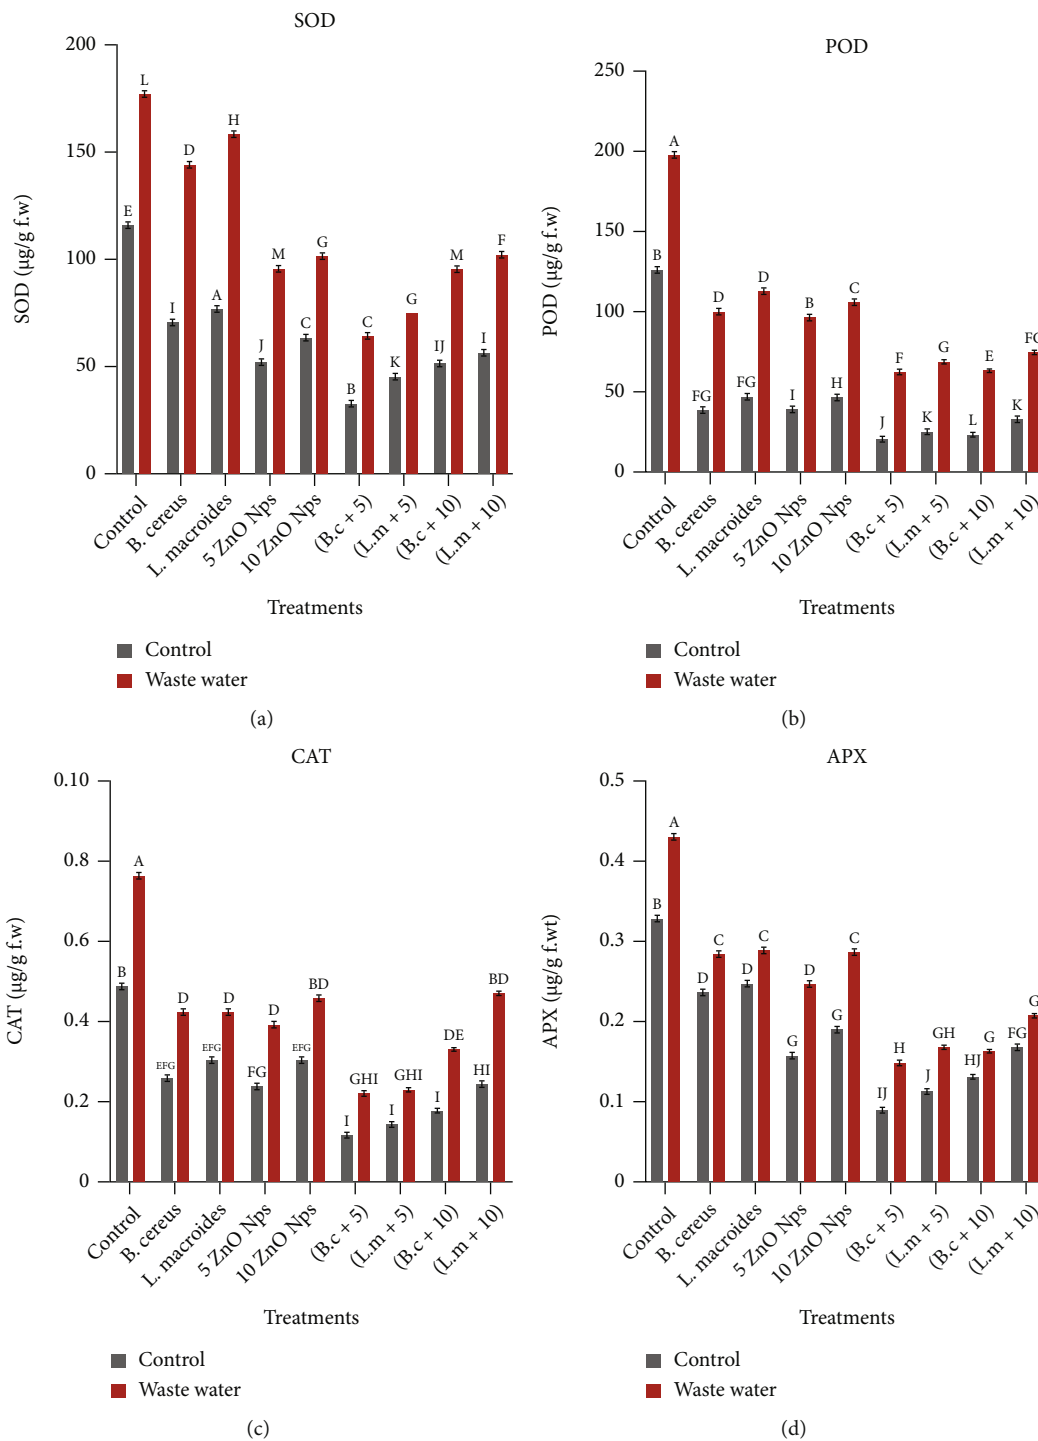 SOD
200
150
100
50
0
SOD (µg/g f.w)
E
L
I
D
A
H
J
M
C
G
B
C
K
G
IJ
M
I
F
Control
B. cereus
L. macroides
5 ZnO Nps
10 ZnO Nps
(B.c + 5)
(L.m + 5)
(B.c + 10)
(L.m + 10)
Treatments
Control
Waste water
(a)
POD
250
200
150
100
50
0
POD (µg/g f.w)
B
A
FG
D
FG
D
I
B
H
C
J
F
K
G
L
E
K
FG
Control
B. cereus
L. macroides
5 ZnO Nps
10 ZnO Nps
(B.c + 5)
(L.m + 5)
(B.c + 10)
(L.m + 10)
Treatments
Control
Waste water
(b)
CAT
0.10
0.8
0.6
0.4
0.2
0
CAT (µg/g f.w)
B
A
EFG
D
EFG
D
FG
D
EFG
BD
I
GHI
I
GHI
I
DE
HI
BD
Control
B. cereus
L. macroides
5 ZnO Nps
10 ZnO Nps
(B.c + 5)
(L.m + 5)
(B.c + 10)
(L.m + 10)
Treatments
Control
Waste water
(c)
APX
0.5
0.4
0.3
0.2
0.1
0
APX (µg/g f.wt)
B
A
D
C
D
C
G
D
G
C
IJ
H
J
GH
HJ
G
FG
G
Control
B. cereus
L. macroides
5 ZnO Nps
10 ZnO Nps
(B.c + 5)
(L.m + 5)
(B.c + 10)
(L.m + 10)
Treatments
Control
Waste water
(d)